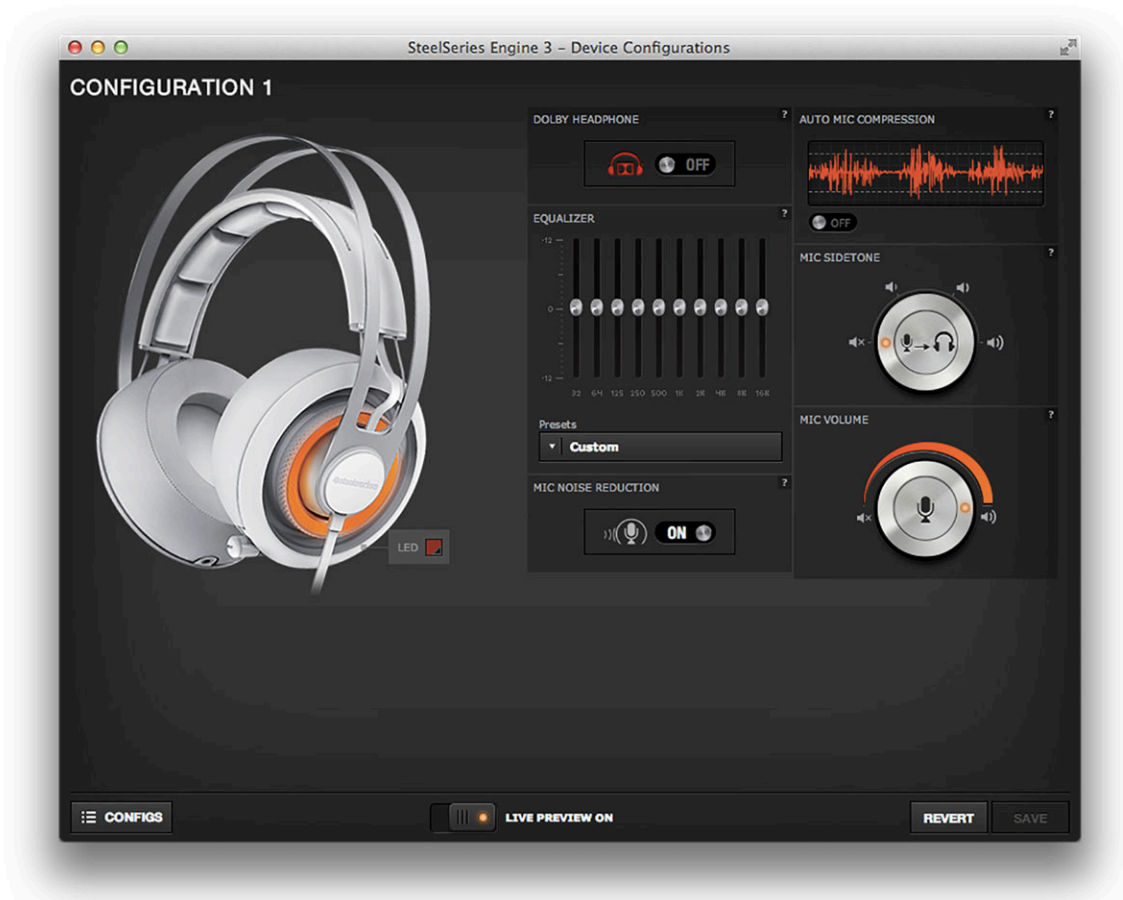 SteelSeries Engine 3 – Device Configurations
CONFIGURATION 1
DOLBY HEADPHONE
?
OFF
EQUALIZER
?
-12
0
-12
32 64 125 250 500 1K 2K 4K 8K 16K
Presets
Custom
MIC NOISE REDUCTION
?
ON
AUTO MIC COMPRESSION
?
OFF
MIC SIDETONE
?
MIC VOLUME
?
steelseries
LED
CONFIGS
LIVE PREVIEW ON
REVERT
SAVE